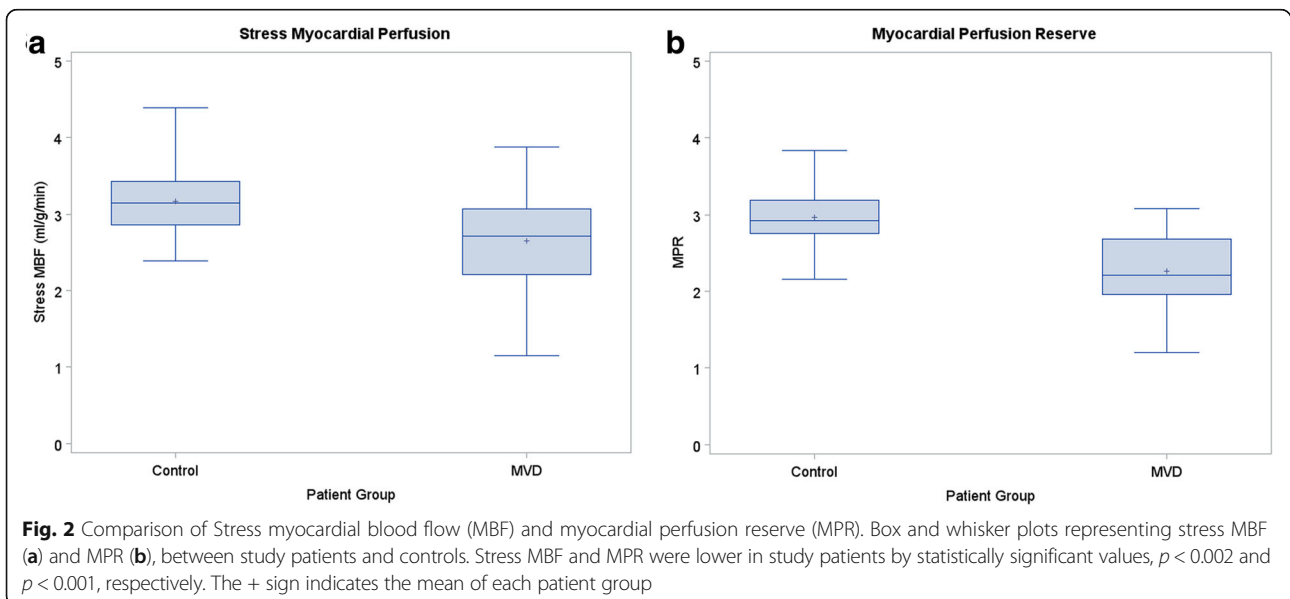 a
Stress Myocardial Perfusion
5
4
3
2
1
0
Stress MBF (ml/g/min)
Control
MVD
Patient Group
b
Myocardial Perfusion Reserve
5
4
3
2
1
0
MPR
Control
MVD
Patient Group
Fig. 2 Comparison of Stress myocardial blood flow (MBF) and myocardial perfusion reserve (MPR). Box and whisker plots representing stress MBF
(a) and MPR (b), between study patients and controls. Stress MBF and MPR were lower in study patients by statistically significant values, p < 0.002 and
p < 0.001, respectively. The + sign indicates the mean of each patient group